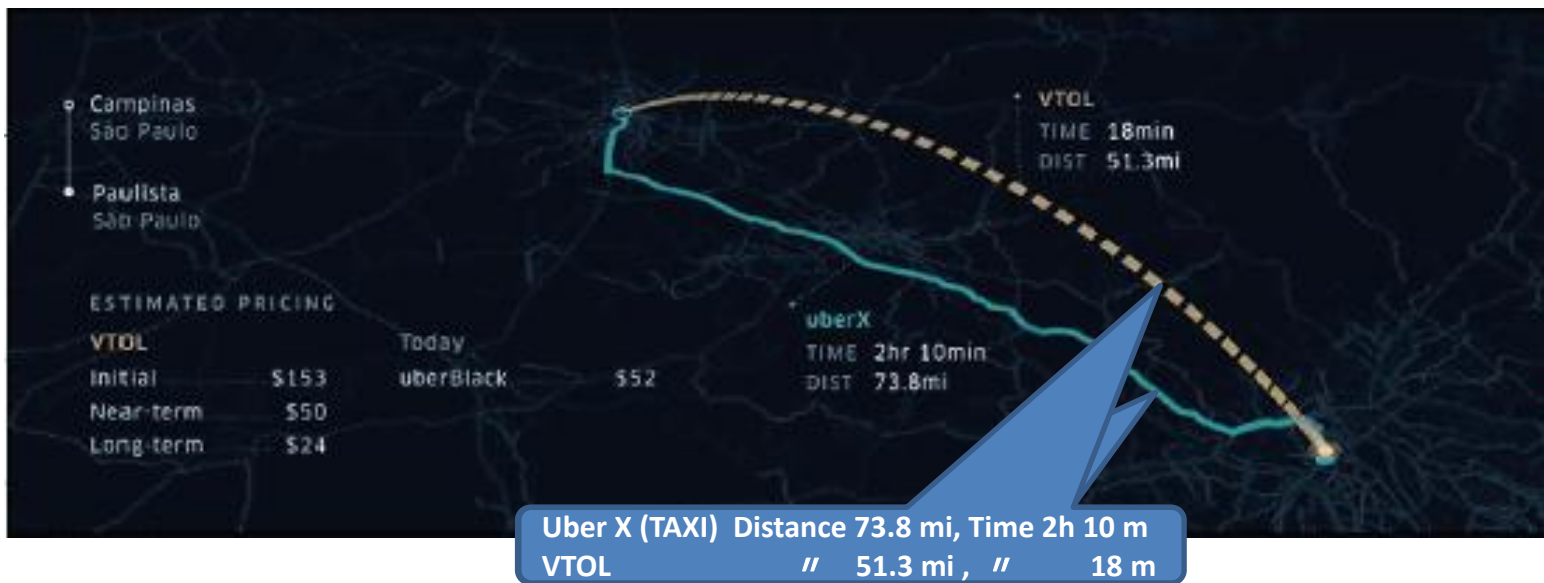 Campinas
São Paulo
Paulista
São Paulo
VTOL
TIME 18min
DIST 51.3mi
ESTIMATED PRICING
VTOL Today
Initial $153 uberBlack $52
Near-term $50
Long-term $24
uberX
TIME 2hr 10min
DIST 73.8mi
Uber X (TAXI) Distance 73.8 mi, Time 2h 10 m
VTOL 〃 51.3 mi , 〃 18 m